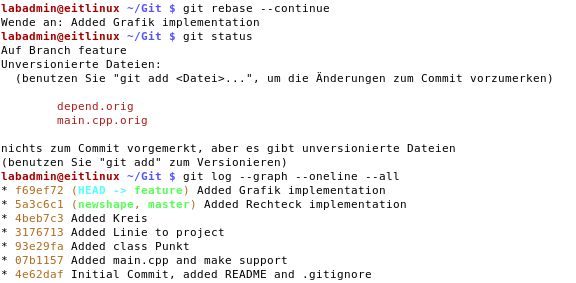 labadmin@eitlinux ~/Git $ git rebase --continue
Wende an: Added Grafik implementation
labadmin@eitlinux ~/Git $ git status
Auf Branch feature
Unversionierte Dateien:
  (benutzen Sie "git add <Datei>...", um die Änderungen zum Commit vorzumerken)

        depend.orig
        main.cpp.orig

nichts zum Commit vorgemerkt, aber es gibt unversionierte Dateien
(benutzen Sie "git add" zum Versionieren)
labadmin@eitlinux ~/Git $ git log --graph --oneline --all
* f69ef72 (HEAD -> feature) Added Grafik implementation
* 5a3c6c1 (newshape, master) Added Rechteck implementation
* 4beb7c3 Added Kreis
* 3176713 Added Linie to project
* 93e29fa Added class Punkt
* 07b1157 Added main.cpp and make support
* 4e62daf Initial Commit, added README and .gitignore